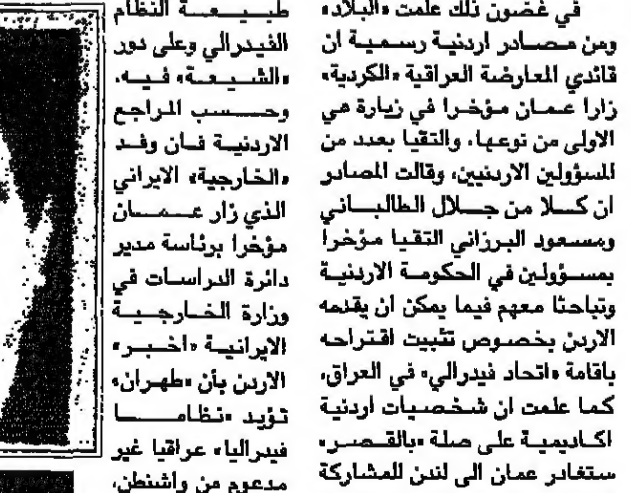 في غضون ذلك علمت «البلاد»
ومن مصادر اردنية رسمية ان
قائدي المعارضة العراقية «الكردية»
زارا عمان مؤخرا في زيارة هي
الاولى من نوعها، والتقيا بعدد من
المسؤولين الاردنيين، وقالت المصادر
ان كلا من جلال الطالباني
ومسعود البرزاني التقيا مؤخرا
بمسؤولين في الحكومة الاردنية
وتباحثا معهم فيما يمكن ان يقدمه
الاردن بخصوص تثبيت اقتراحه
باقامة «اتحاد فيدرالي» في العراق،
كما علمت ان شخصيات اردنية
اكاديمية على صلة «بالقصر»
ستغادر عمان الى لندن للمشاركة
طبيعة النظام
الفيدرالي وعلى دور
«الشيعة» فيه.
وحسب المراجع
الاردنية فان وفد
«الخارجية» الايراني
الذي زار عمان
مؤخرا برئاسة مدير
دائرة الدراسات في
وزارة الخارجية
الايرانية «اخبر»
الاردن بأن «طهران»
تؤيد «نظاما
فيدراليا» عراقيا غير
مدعوم من واشنطن،